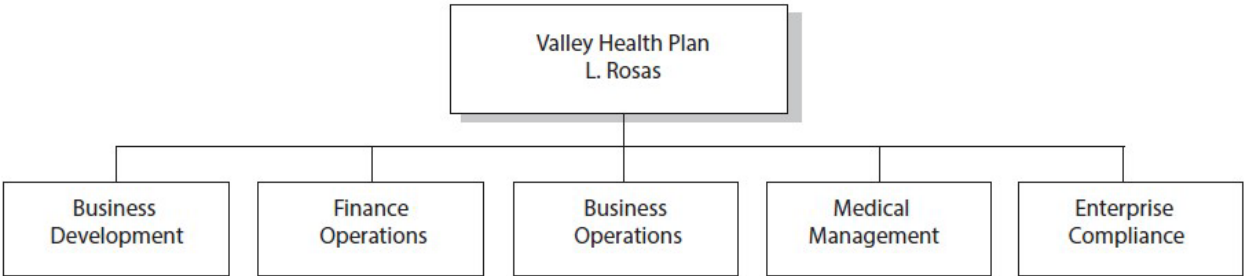 Valley Health Plan
L. Rosas
Business
Development
Finance
Operations
Business
Operations
Medical
Management
Enterprise
Compliance